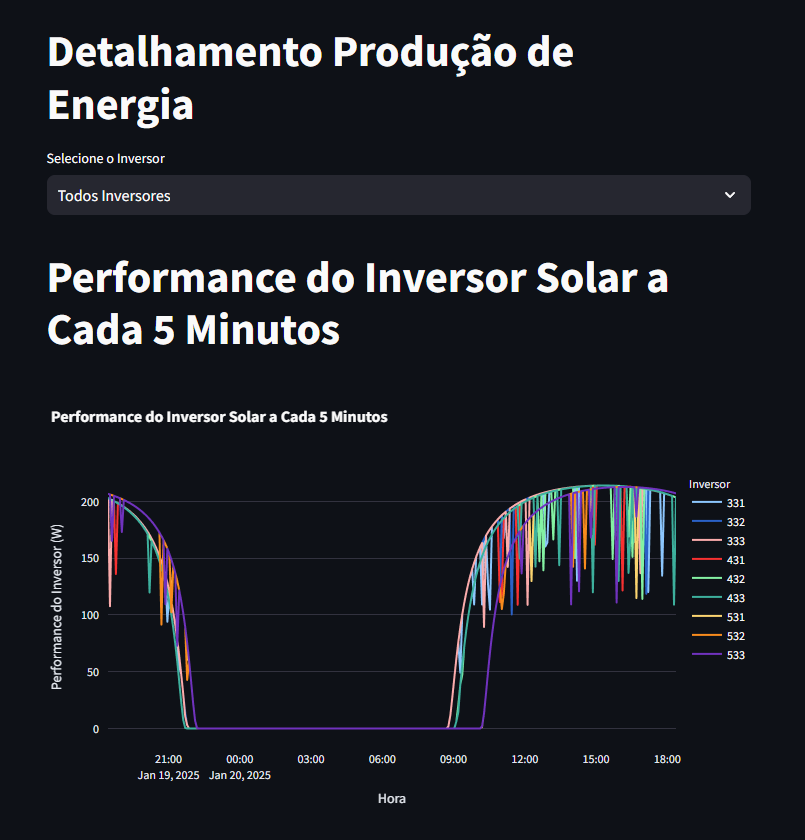 Detalhamento Produção de
Energia
Selecione o Inversor
Todos Inversores
Performance do Inversor Solar a
Cada 5 Minutos
Performance do Inversor Solar a Cada 5 Minutos
Performance do Inversor (W)
200
150
100
50
0
21:00
Jan 19, 2025
00:00
Jan 20, 2025
03:00
06:00
09:00
12:00
15:00
18:00
Hora
Inversor
331
332
333
431
432
433
531
532
533